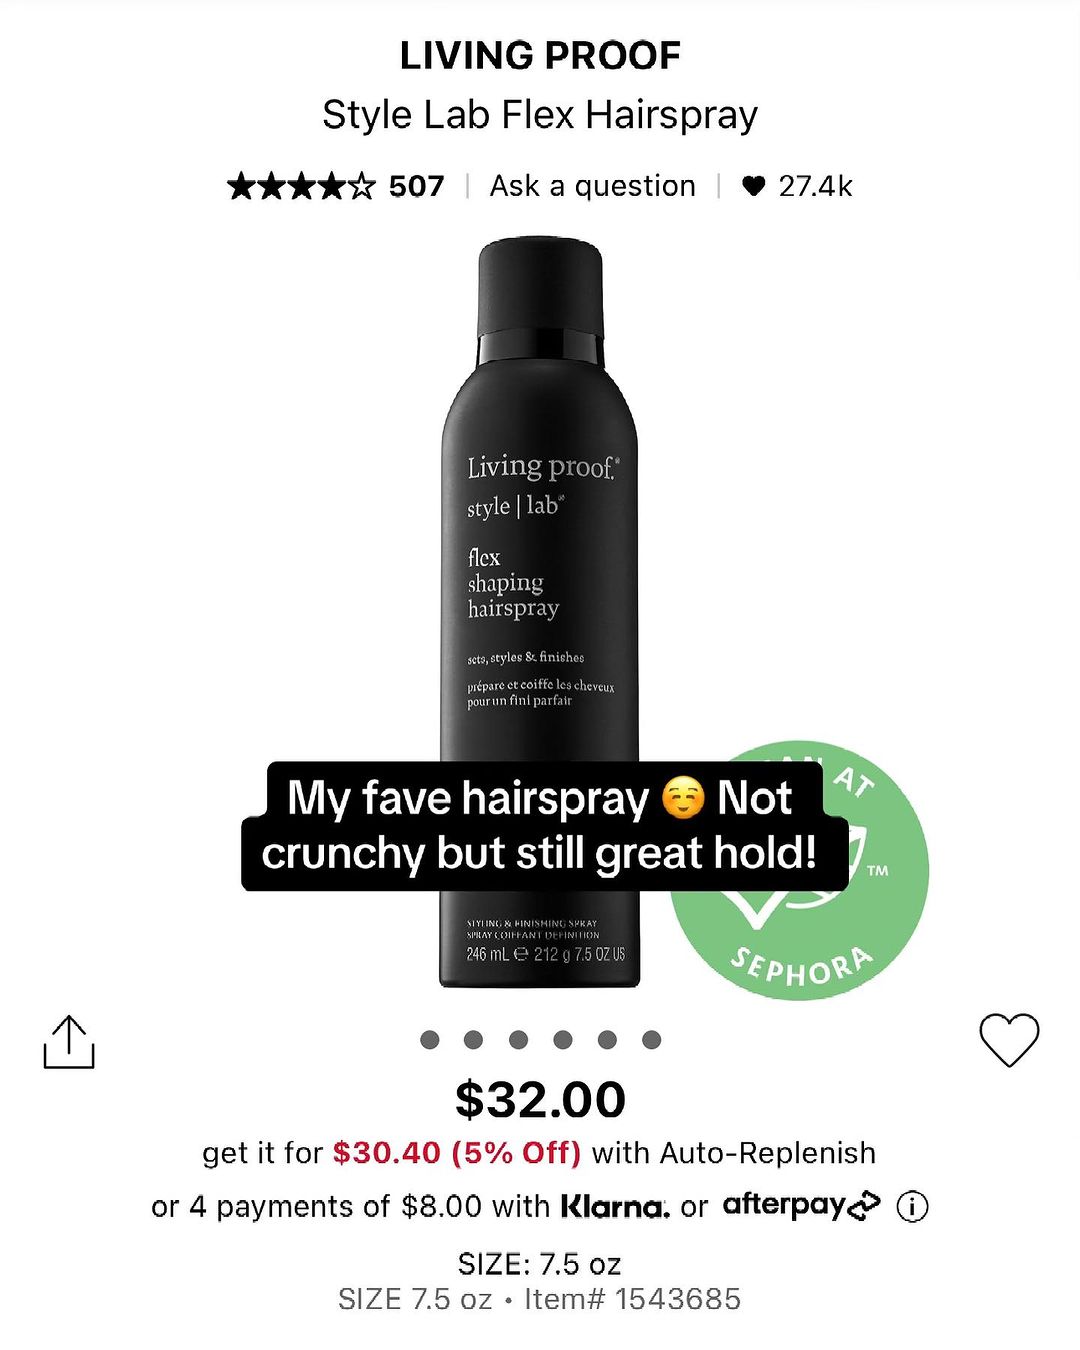 LIVING PROOF
Style Lab Flex Hairspray
507 | Ask a question | 27.4k
Living proof.®
style | lab®
flex
shaping
hairspray
sets, styles & finishes
prépare et coiffe les cheveux
pour un fini parfair
My fave hairspray ☺️ Not
crunchy but still great hold!
AT
TM
SEPHORA
STYLING & FINISHING SPRAY
SPRAY COIFFANT DEFINITION
246 mL ℮ 212 g 7.5 OZ US
$32.00
get it for $30.40 (5% Off) with Auto-Replenish
or 4 payments of $8.00 with Klarna. or afterpay
SIZE: 7.5 oz
SIZE 7.5 oz • Item# 1543685